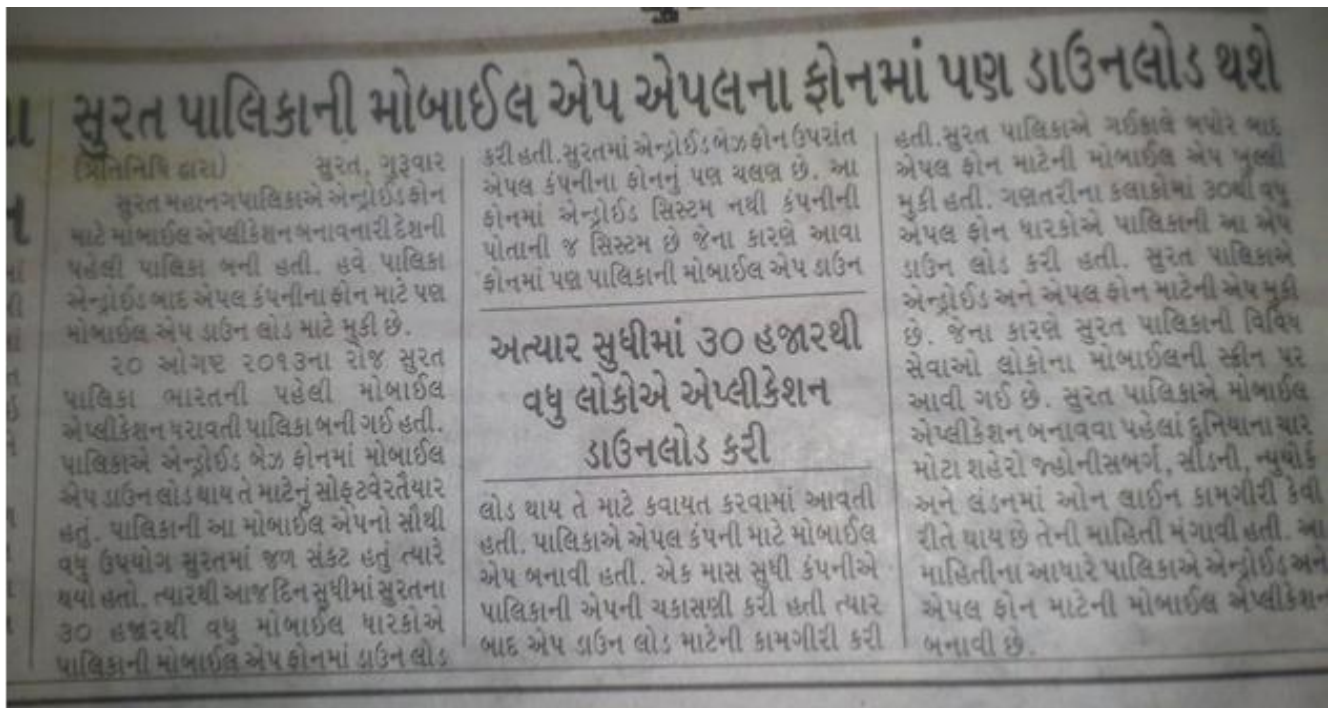 સુરત પાલિકાની મોબાઈલ એપ એપલના ફોનમાં પણ ડાઉનલોડ થશે
પ્રતિનિધિ દ્વારા) સુરત, ગુરૂવાર
સુરત મહાનગપાલિકાએ એન્ડ્રોઈડ ફોન
માટે મોબાઈલ એપ્લીકેશન બનાવનારી દેશની
પહેલી પાલિકા બની હતી. હવે પાલિકા
એન્ડ્રોઈડ બાદ એપલ કંપનીના ફોન માટે પણ
મોબાઈલ એપ ડાઉન લોડ માટે મુકી છે.
૨૦ ઓગષ્ટ ૨૦૧૩ના રોજ સુરત
પાલિકા ભારતની પહેલી મોબાઈલ
એપ્લીકેશન ધરાવતી પાલિકા બની ગઈ હતી.
પાલિકાએ એન્ડ્રોઈડ બેઝ ફોનમાં મોબાઈલ
એપ ડાઉન લોડ થાય તે માટેનું સોફ્ટવેર તૈયાર
હતું. પાલિકાની આ મોબાઈલ એપનો સૌથી
વધુ ઉપયોગ સુરતમાં જળ સંકટ હતું ત્યારે
થયો હતો. ત્યારથી આજ દિન સુધીમાં સુરતના
૩૦ હજારથી વધુ મોબાઈલ ધારકોએ
પાલિકાની મોબાઈલ એપ ફોનમાં ડાઉન લોડ
કરી હતી. સુરતમાં એન્ડ્રોઈડ બેઝ ફોન ઉપરાંત
એપલ કંપનીના ફોનનું પણ ચલણ છે. આ
ફોનમાં એન્ડ્રોઈડ સિસ્ટમ નથી કંપનીની
પોતાની જ સિસ્ટમ છે જેના કારણે આવા
ફોનમાં પણ પાલિકાની મોબાઈલ એપ ડાઉન
અત્યાર સુધીમાં ૩૦ હજારથી
વધુ લોકોએ એપ્લીકેશન
ડાઉનલોડ કરી
લોડ થાય તે માટે કવાયત કરવામાં આવતી
હતી. પાલિકાએ એપલ કંપની માટે મોબાઈલ
એપ બનાવી હતી. એક માસ સુધી કંપનીએ
પાલિકાની એપની ચકાસણી કરી હતી ત્યાર
બાદ એપ ડાઉન લોડ માટેની કામગીરી કરી
હતી. સુરત પાલિકાએ ગઈકાલે બપોર બાદ
એપલ ફોન માટેની મોબાઈલ એપ ખુલ્લી
મુકી હતી. ગણતરીના કલાકોમાં ૩૦થી વધુ
એપલ ફોન ધારકોએ પાલિકાની આ એપ
ડાઉન લોડ કરી હતી. સુરત પાલિકાએ
એન્ડ્રોઈડ અને એપલ ફોન માટેની એપ મુકી
છે. જેના કારણે સુરત પાલિકાની વિવિધ
સેવાઓ લોકોના મોબાઈલની સ્ક્રીન પર
આવી ગઈ છે. સુરત પાલિકાએ મોબાઈલ
એપ્લીકેશન બનાવવા પહેલાં દુનિયાના ચાર
મોટા શહેરો જ્હોનીસબર્ગ, સીડની, ન્યુયોર્ક
અને લંડનમાં ઓન લાઈન કામગીરી કેવી
રીતે થાય છે તેની માહિતી મંગાવી હતી. આ
માહિતીના આધારે પાલિકાએ એન્ડ્રોઈડ અને
એપલ ફોન માટેની મોબાઈલ એપ્લીકેશન
બનાવી છે.